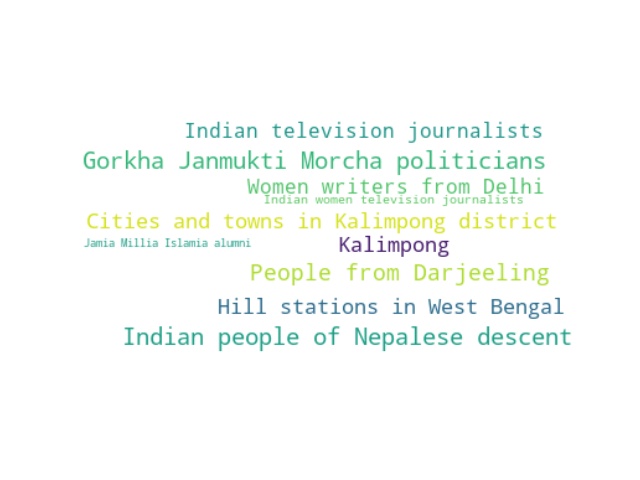 Indian television journalists
Gorkha Janmukti Morcha politicians
Women writers from Delhi
Indian women television journalists
Cities and towns in Kalimpong district
Jamia Millia Islamia alumni
Kalimpong
People from Darjeeling
Hill stations in West Bengal
Indian people of Nepalese descent